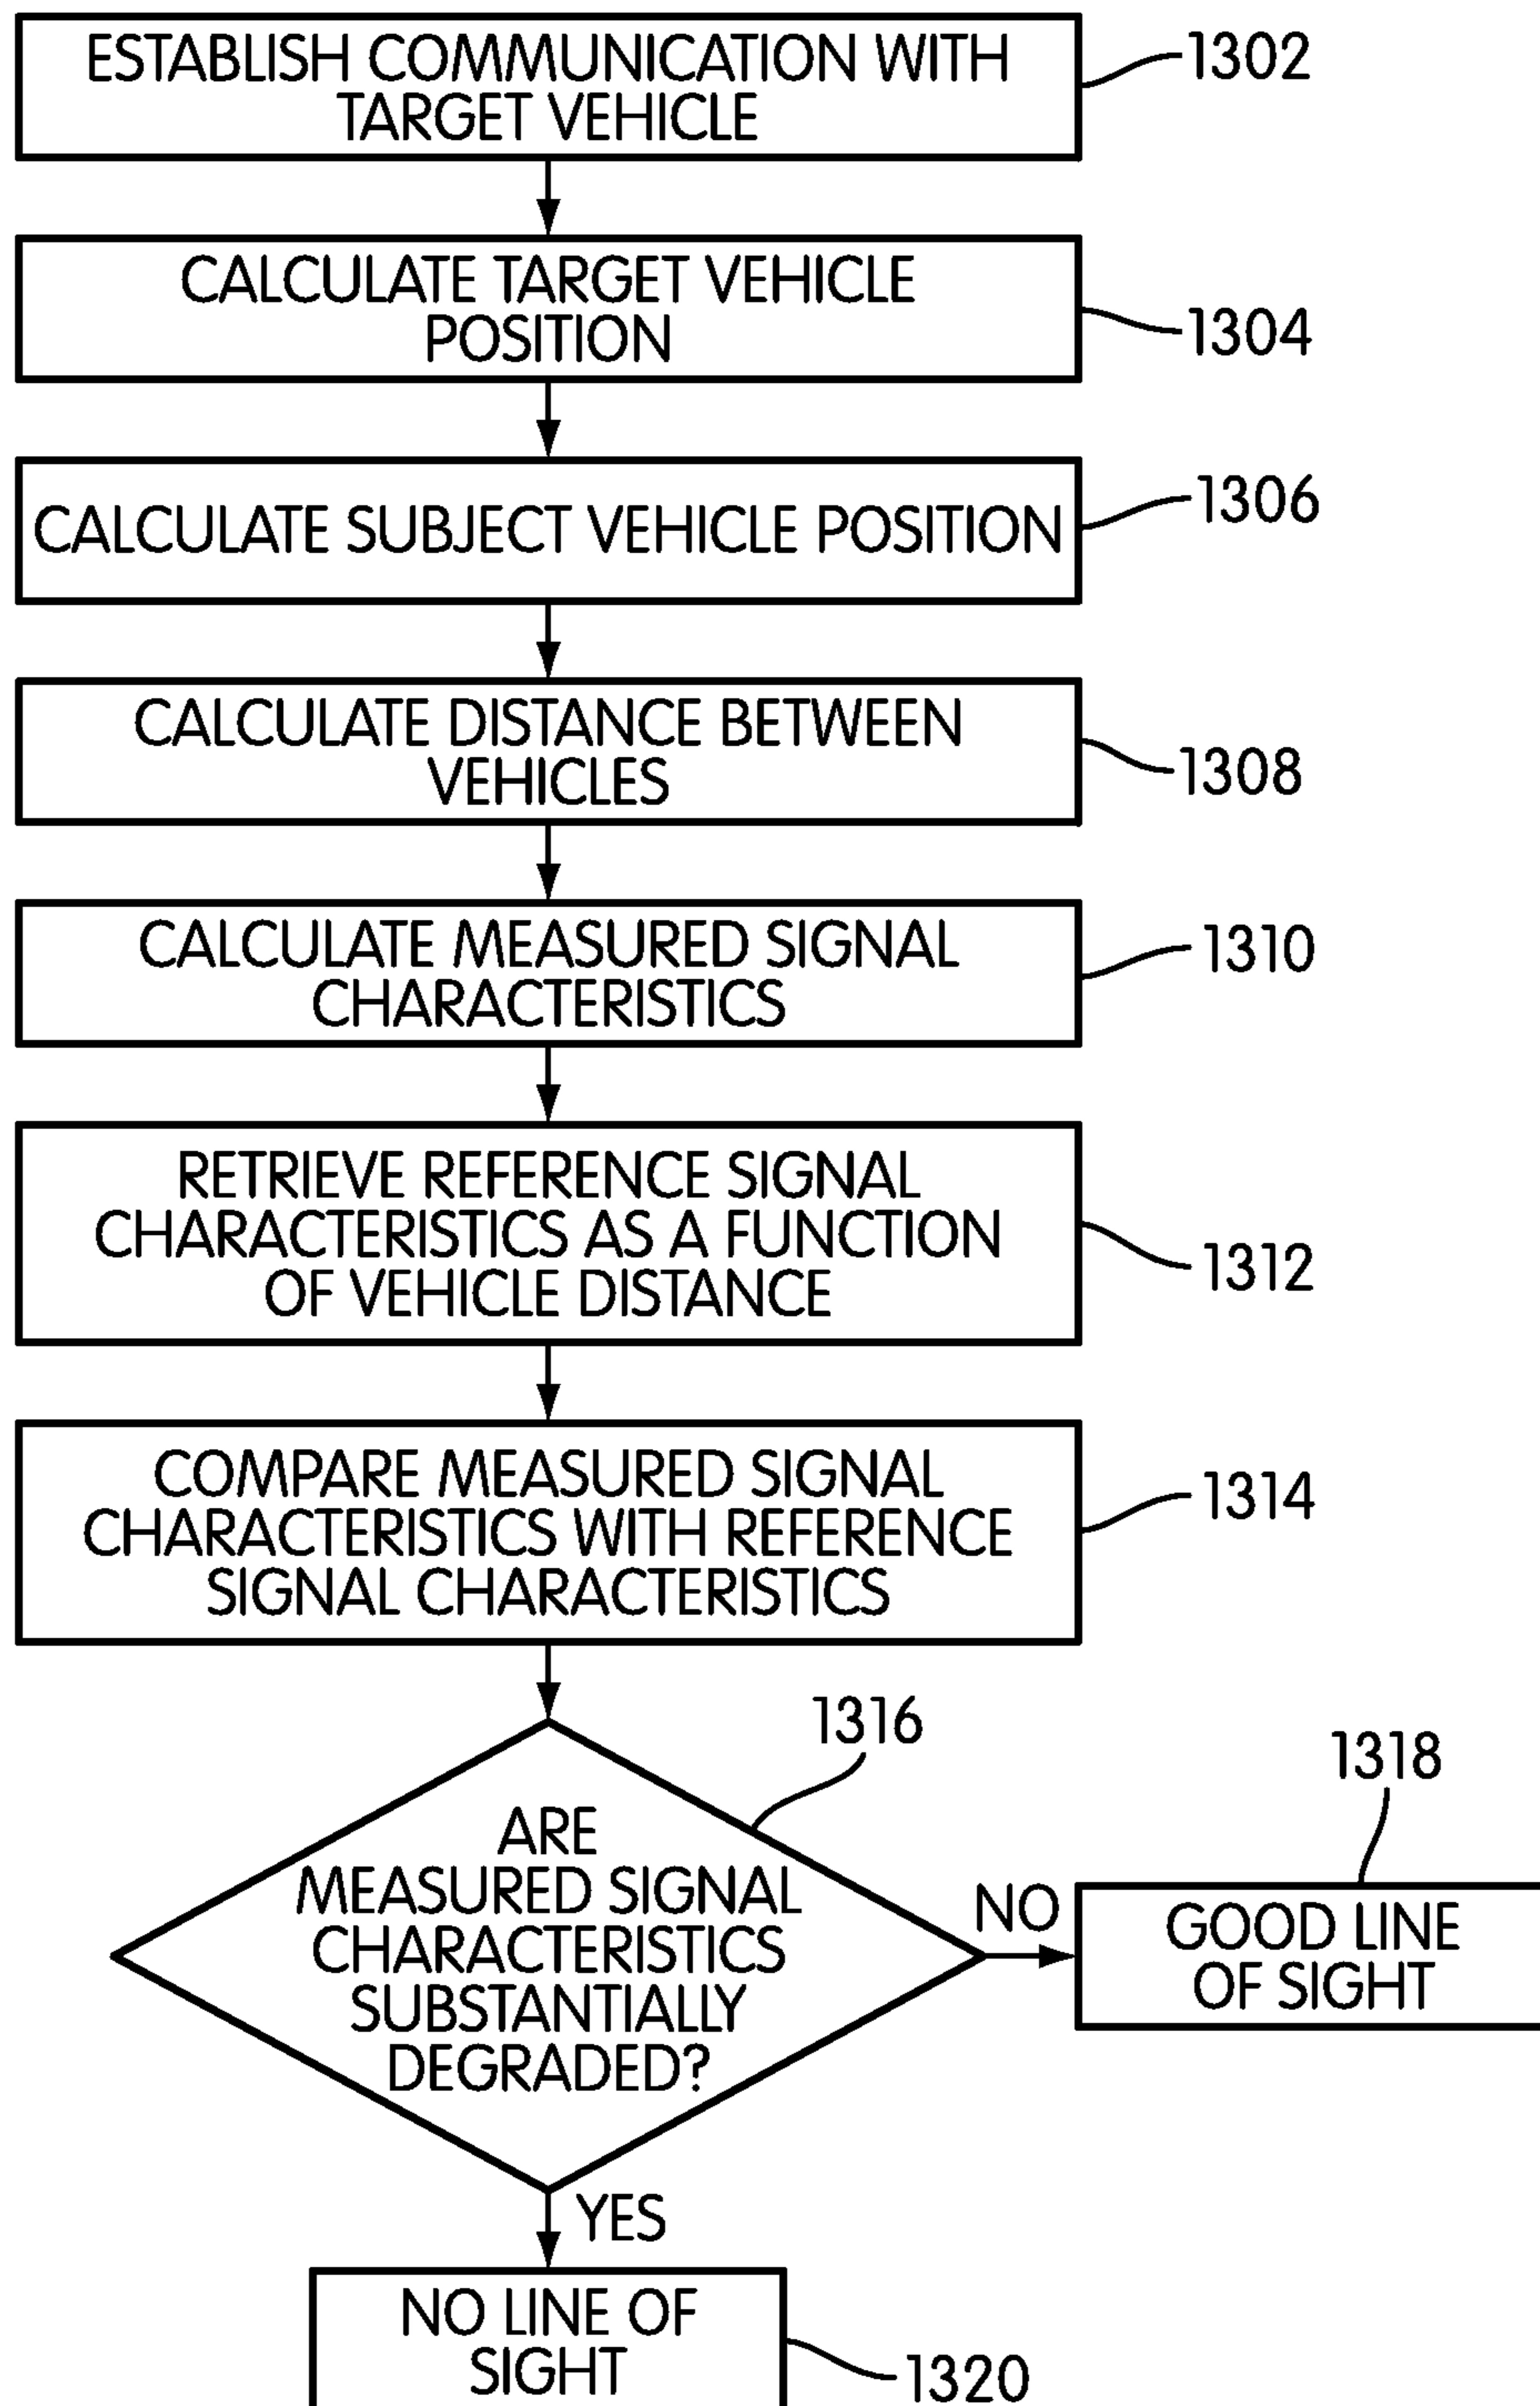 ESTABLISH COMMUNICATION WITH
TARGET VEHICLE
1302
CALCULATE TARGET VEHICLE
POSITION
1304
CALCULATE SUBJECT VEHICLE POSITION
1306
CALCULATE DISTANCE BETWEEN
VEHICLES
1308
CALCULATE MEASURED SIGNAL
CHARACTERISTICS
1310
RETRIEVE REFERENCE SIGNAL
CHARACTERISTICS AS A FUNCTION
OF VEHICLE DISTANCE
1312
COMPARE MEASURED SIGNAL
CHARACTERISTICS WITH REFERENCE
SIGNAL CHARACTERISTICS
1314
1316
ARE
MEASURED SIGNAL
CHARACTERISTICS
SUBSTANTIALLY
DEGRADED?
NO
1318
GOOD LINE
OF SIGHT
YES
NO LINE OF
SIGHT
1320